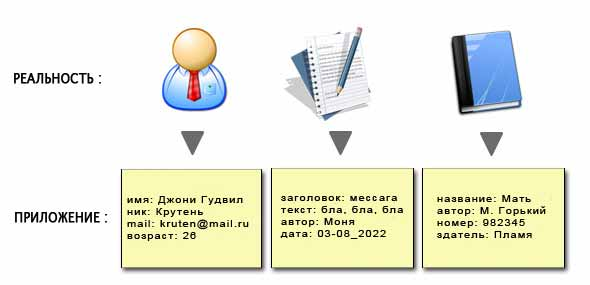 РЕАЛЬНОСТЬ :
ПРИЛОЖЕНИЕ :
имя: Джони Гудвил
ник: Крутень
mail: kruten@mail.ru
возраст: 26
заголовок: мессага
текст: бла, бла, бла
автор: Моня
дата: 03-08_2022
название: Мать
автор: М. Горький
номер: 982345
здатель: Пламя